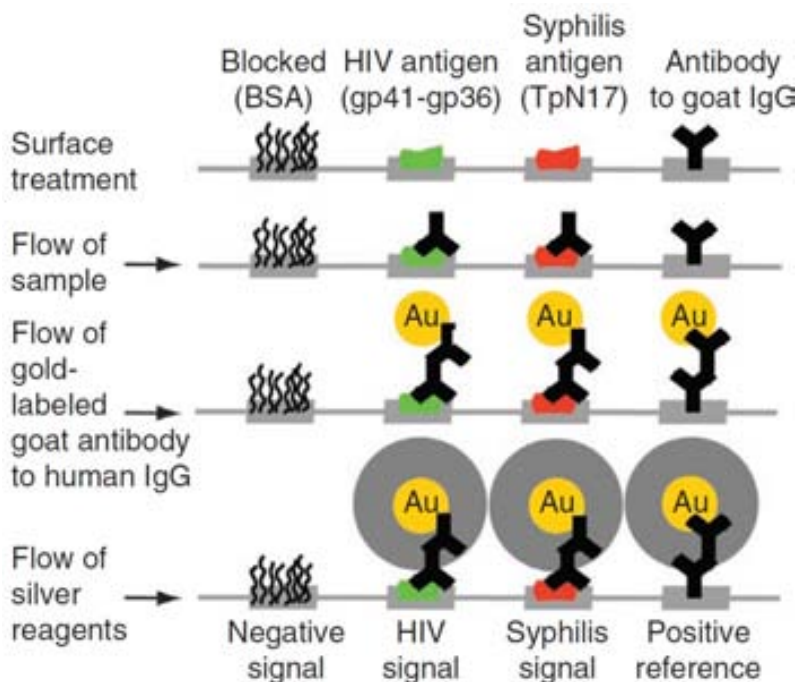 Blocked
(BSA)
HIV antigen
(gp41-gp36)
Syphilis
antigen
(TpN17)
Antibody
to goat IgG
Surface
treatment
Flow of
sample
Flow of
gold-
labeled
goat antibody
to human IgG
Au
Au
Au
Flow of
silver
reagents
Au
Au
Au
Negative
signal
HIV
signal
Syphilis
signal
Positive
reference